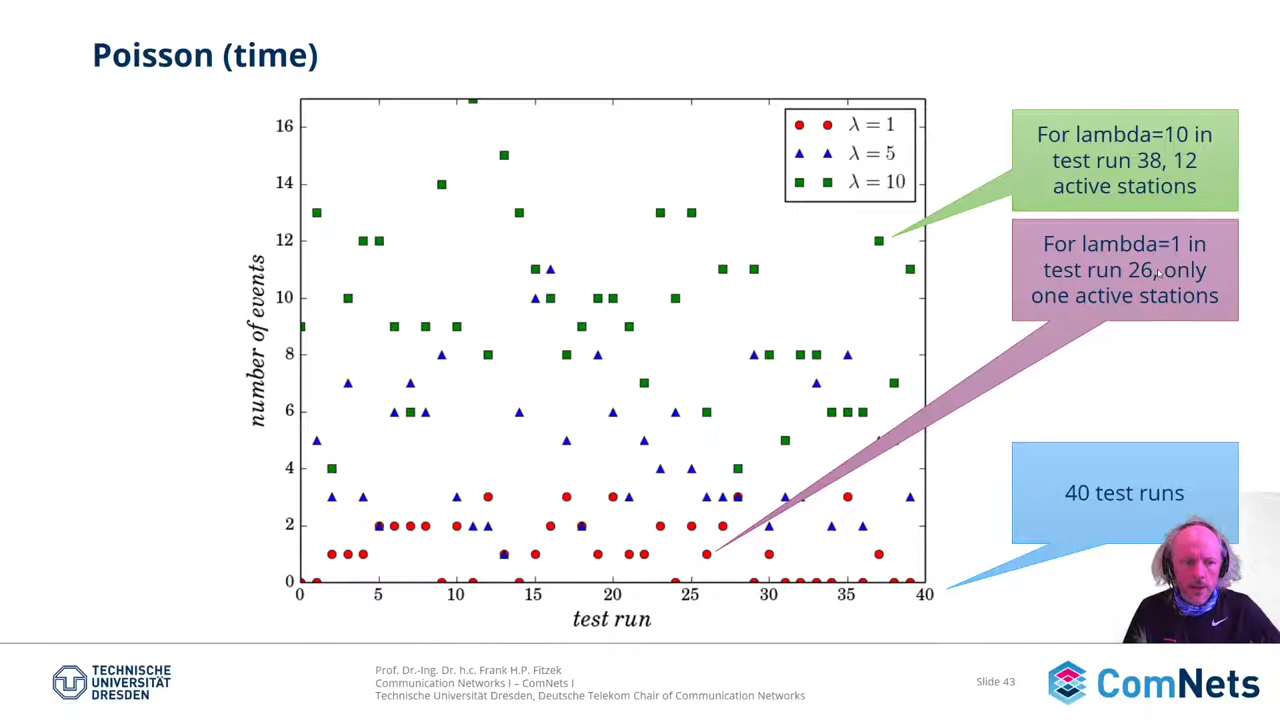 Poisson (time)
16
14
12
10
8
6
4
2
0
0
5
10
15
20
25
30
35
40
number of events
test run
λ = 1
λ = 5
λ = 10
For lambda=10 in
test run 38, 12
active stations
For lambda=1 in
test run 26, only
one active stations
40 test runs
TECHNISCHE
UNIVERSITÄT
DRESDEN
Prof. Dr.-Ing. Dr. h.c. Frank H.P. Fitzek
Communication Networks I – ComNets I
Technische Universität Dresden, Deutsche Telekom Chair of Communication Networks
Slide 43
ComNets